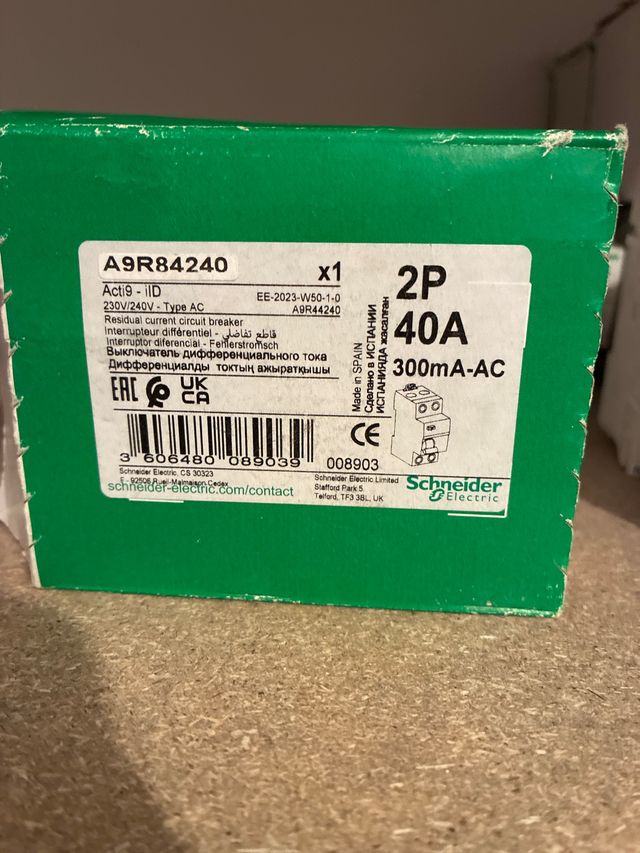 A9R84240
x1
Acti9 - iID
EE-2023-W50-1-0
230V/240V - Type AC
A9R44240
Residual current circuit breaker
Interrupteur différentiel - قاطع تفاضلي
Interruptor diferencial - Fehlerstromsch
Выключатель дифференциального тока
Дифференциалды токтың ажыратқышы
EAC
UK
CA
Made in SPAIN
Сделано в ИСПАНИИ
ИСПАНИЯДА жасалған
2P
40A
300mA-AC
CE
3 606480 089039
008903
Schneider Electric, CS 30323
F - 92506 Rueil-Malmaison Cedex
schneider-electric.com/contact
Schneider Electric Limited
Stafford Park 5
Telford, TF3 3BL, UK
Schneider
Electric